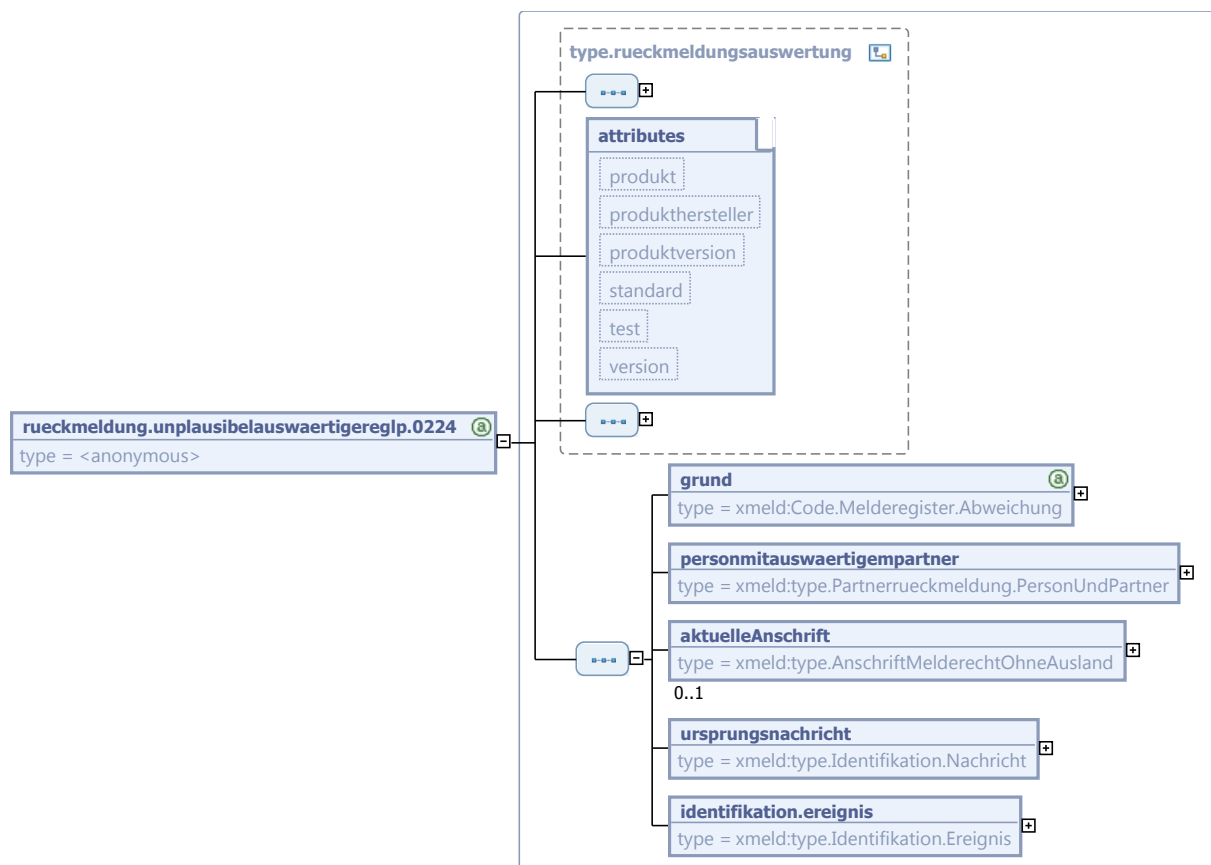 type.rueckmeldungsauswertung
attributes
produkt
produkthersteller
produktversion
standard
test
version
rueckmeldung.unplausibelauswaertigereglp.0224
type = <anonymous>
grund
type = xmeld:Code.Melderegister.Abweichung
personmitauswaertigempartner
type = xmeld:type.Partnerrueckmeldung.PersonUndPartner
aktuelleAnschrift
type = xmeld:type.AnschriftMelderechtOhneAusland
0..1
ursprungsnachricht
type = xmeld:type.Identifikation.Nachricht
identifikation.ereignis
type = xmeld:type.Identifikation.Ereignis